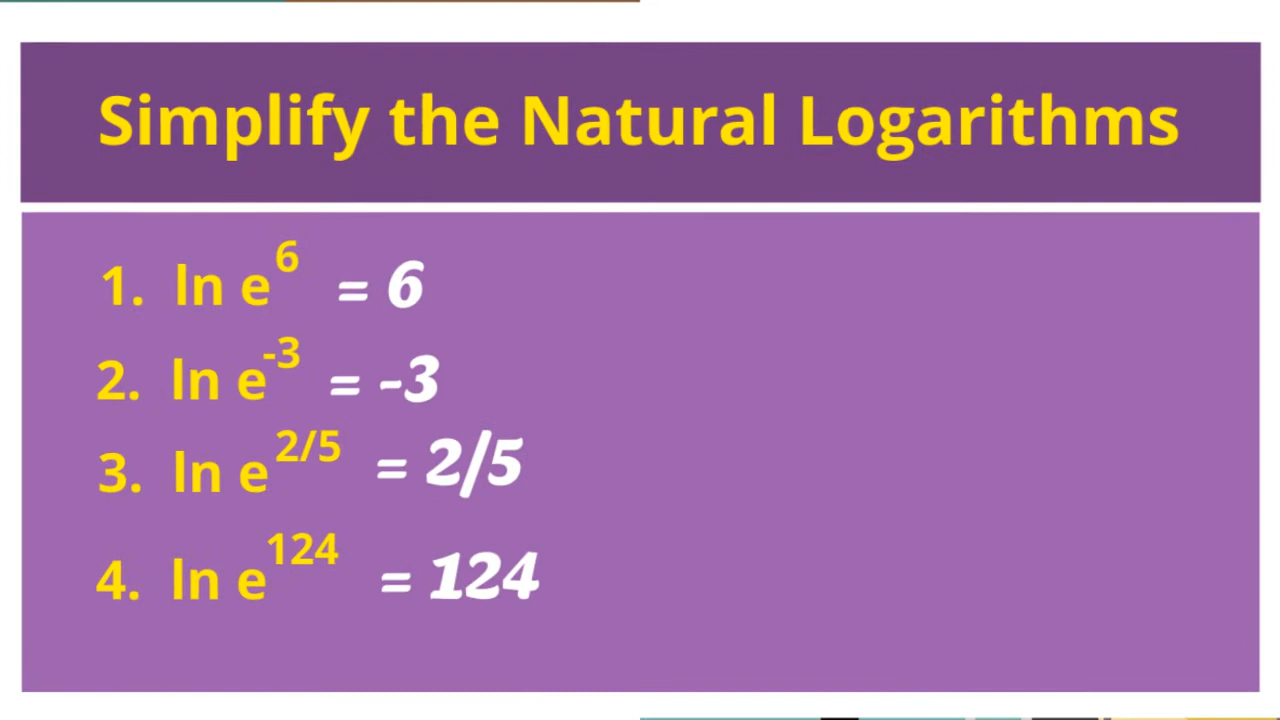 Simplify the Natural Logarithms
1. ln e^6 = 6
2. ln e^-3 = -3
3. ln e^2/5 = 2/5
4. ln e^124 = 124